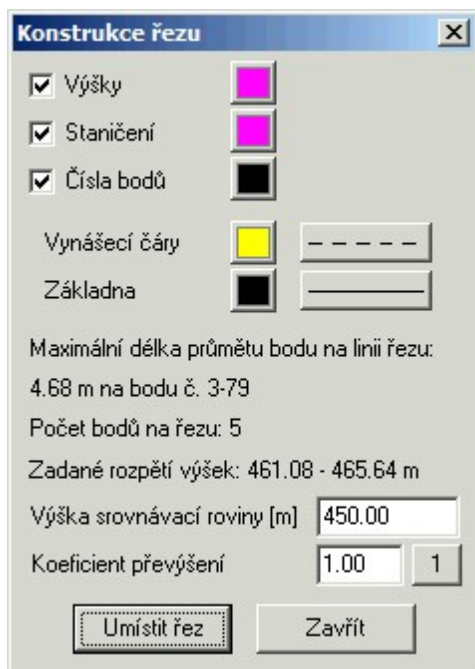 Konstrukce řezu
Výšky
Staničení
Čísla bodů
Vynášecí čáry
Základna
Maximální délka průmětu bodu na linii řezu:
4.68 m na bodu č. 3-79
Počet bodů na řezu: 5
Zadané rozpětí výšek: 461.08 - 465.64 m
Výška srovnávací roviny [m] 450.00
Koeficient převýšení 1.00 1
Umístit řez Zavřít